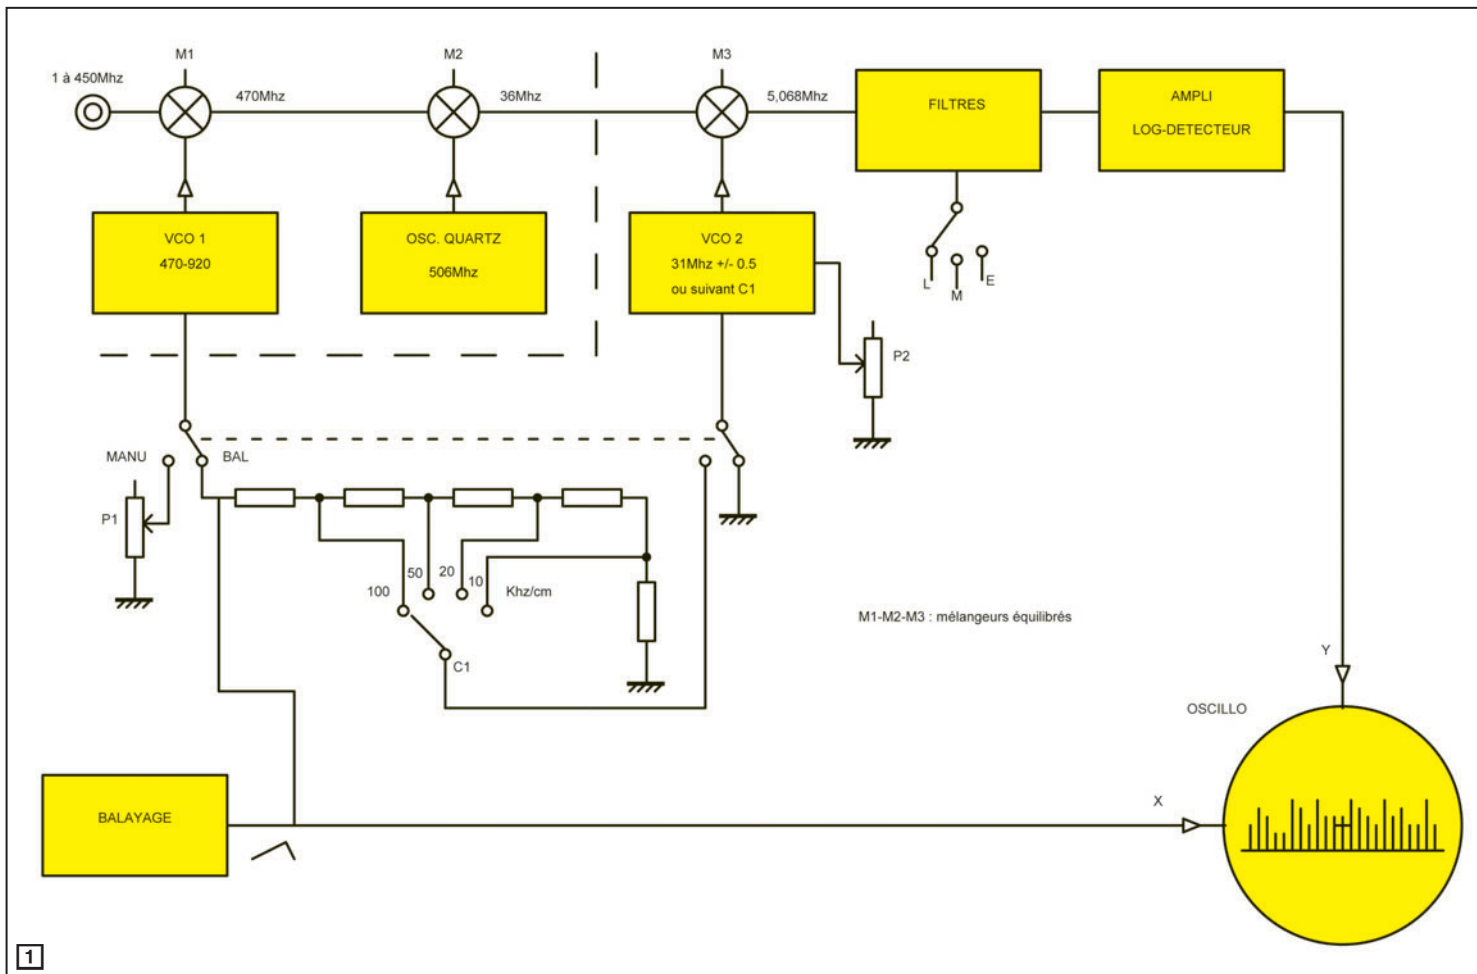 M1
M2
M3
1 à 450Mhz
470Mhz
36Mhz
5,068Mhz
FILTRES
AMPLI
LOG-DETECTEUR
VCO 1
470-920
OSC. QUARTZ
506Mhz
VCO 2
31Mhz +/- 0.5
ou suivant C1
L
M
E
P2
MANU
BAL
P1
100
50
20
10
Khz/cm
C1
M1-M2-M3 : mélangeurs équilibrés
Y
OSCILLO
X
BALAYAGE
1